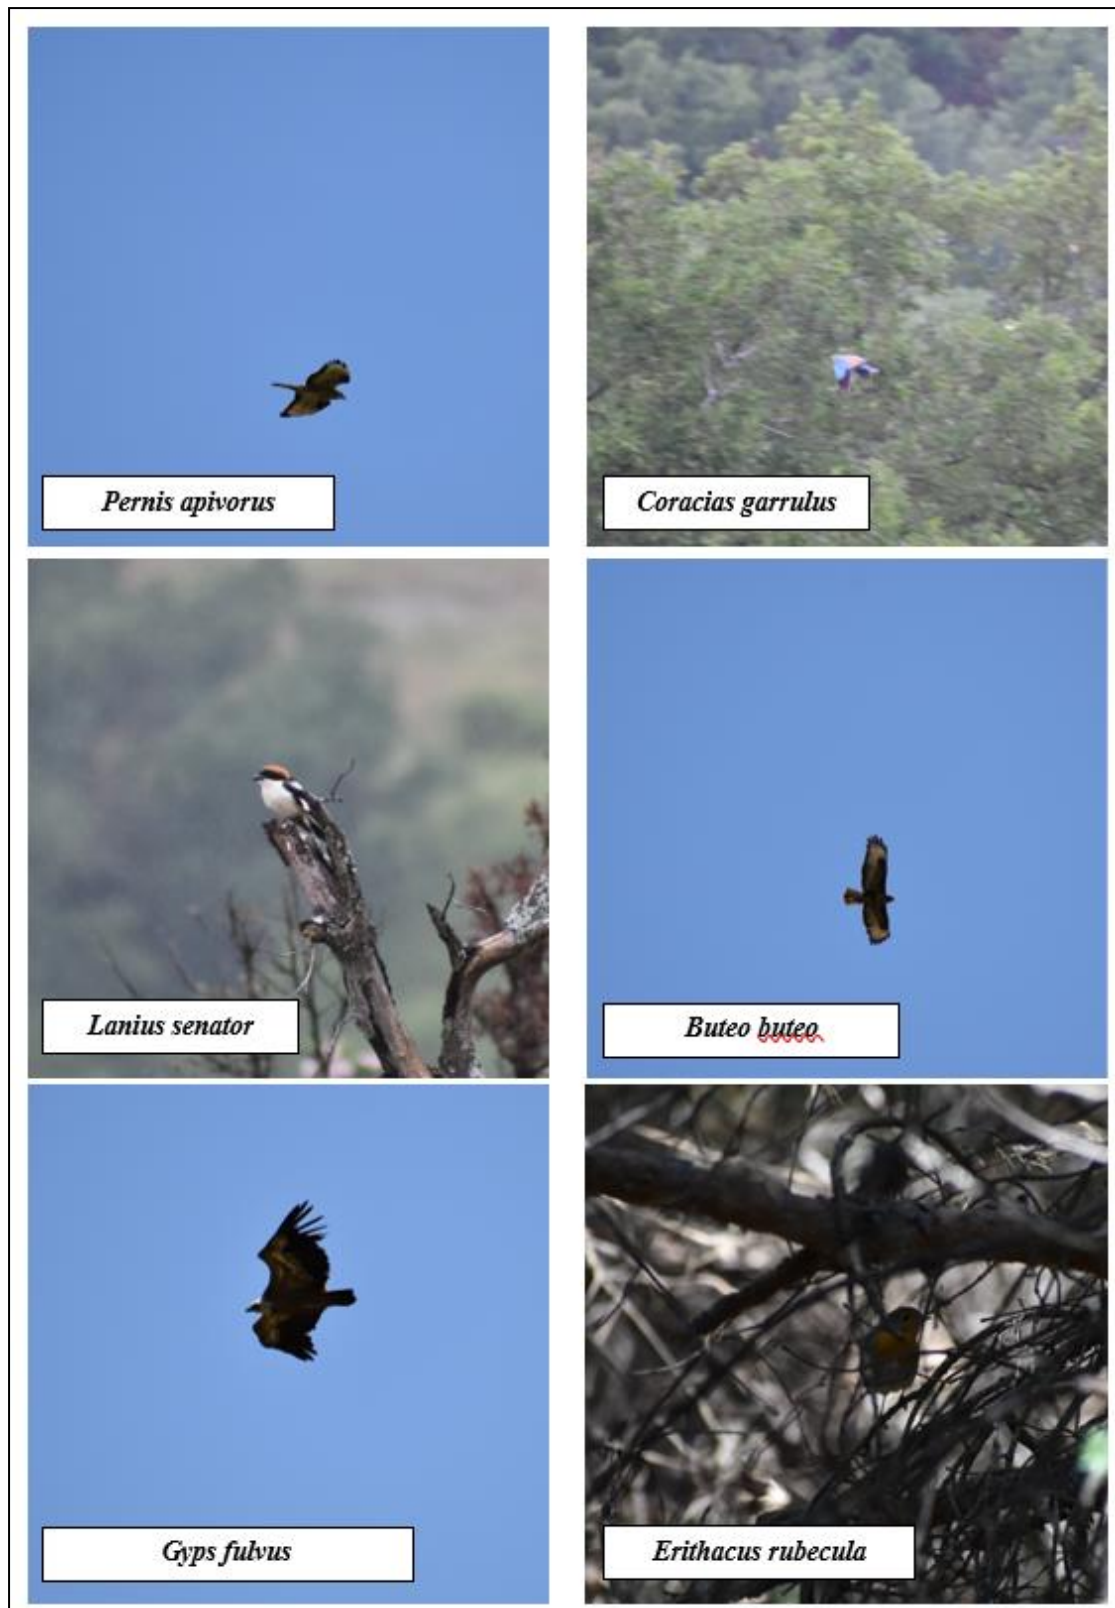 Pernis apivorus
Coracias garrulus
Lanius senator
Buteo buteo
Gyps fulvus
Erithacus rubecula